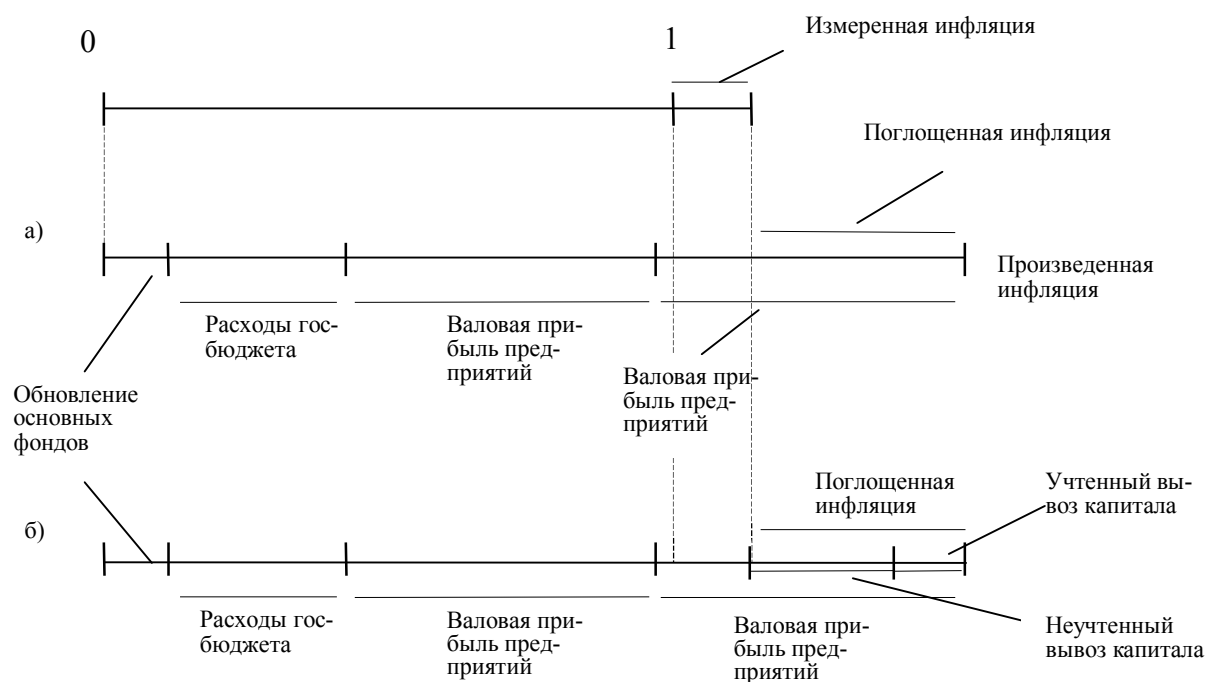 0
1
Измеренная инфляция
Поглощенная инфляция
а)
Произведенная
инфляция
Расходы гос-
бюджета
Валовая при-
быль пред-
приятий
Валовая при-
быль пред-
приятий
Обновление
основных
фондов
Поглощенная
инфляция
Учтенный вы-
воз капитала
б)
Расходы гос-
бюджета
Валовая при-
быль пред-
приятий
Валовая при-
быль пред-
приятий
Неучтенный
вывоз капитала